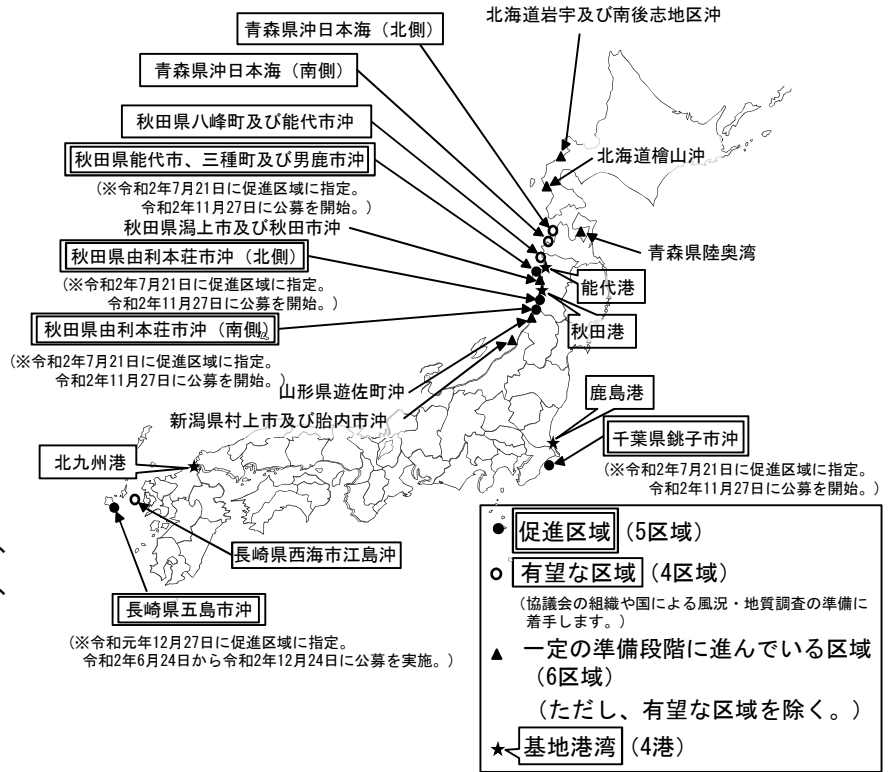 北海道岩宇及び南後志地区沖
青森県沖日本海（北側）
青森県沖日本海（南側）
秋田県八峰町及び能代市沖
秋田県能代市、三種町及び男鹿市沖
（※令和2年7月21日に促進区域に指定。
令和2年11月27日に公募を開始。）
秋田県潟上市及び秋田市沖
秋田県由利本荘市沖（北側）
（※令和2年7月21日に促進区域に指定。
令和2年11月27日に公募を開始。）
秋田県由利本荘市沖（南側）
（※令和2年7月21日に促進区域に指定。
令和2年11月27日に公募を開始。）
山形県遊佐町沖
新潟県村上市及び胎内市沖
北海道檜山沖
青森県陸奥湾
能代港
秋田港
鹿島港
千葉県銚子市沖
（※令和2年7月21日に促進区域に指定。
令和2年11月27日に公募を開始。）
北九州港
長崎県西海市江島沖
長崎県五島市沖
（※令和元年12月27日に促進区域に指定。
令和2年6月24日から令和2年12月24日に公募を実施。）
● 促進区域 (5区域)
○ 有望な区域 (4区域)
（協議会の組織や国による風況・地質調査の準備に
着手します。）
▲ 一定の準備段階に進んでいる区域
(6区域)
（ただし、有望な区域を除く。）
★ 基地港湾 (4港)